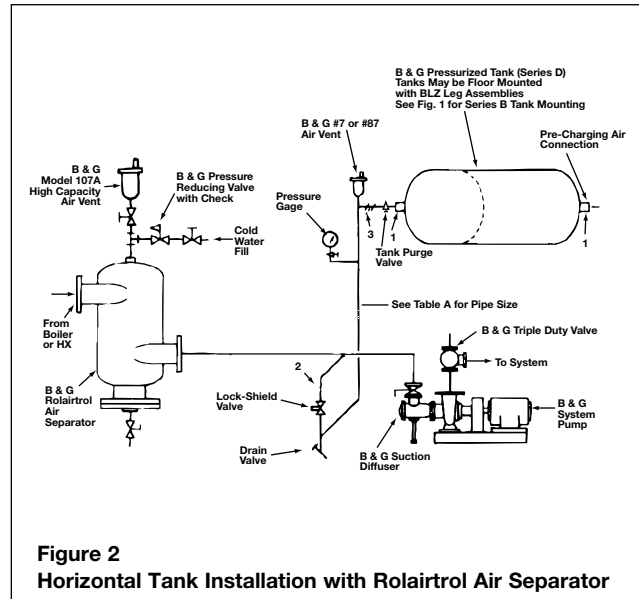 B & G Pressurized Tank (Series D)
Tanks May be Floor Mounted
with BLZ Leg Assemblies
See Fig. 1 for Series B Tank Mounting
B & G #7 or #87
Air Vent
Pre-Charging Air
Connection
B & G
Model 107A
High Capacity
Air Vent
B & G Pressure
Reducing Valve
with Check
Pressure
Gage
Cold
Water
Fill
3
1
Tank Purge
Valve
1
See Table A for Pipe Size
From
Boiler
or HX
B & G Triple Duty Valve
To System
2
B & G
Rolairtrol
Air
Separator
Lock-Shield
Valve
B & G
System
Pump
Drain
Valve
B & G Suction
Diffuser
Figure 2
Horizontal Tank Installation with Rolairtrol Air Separator